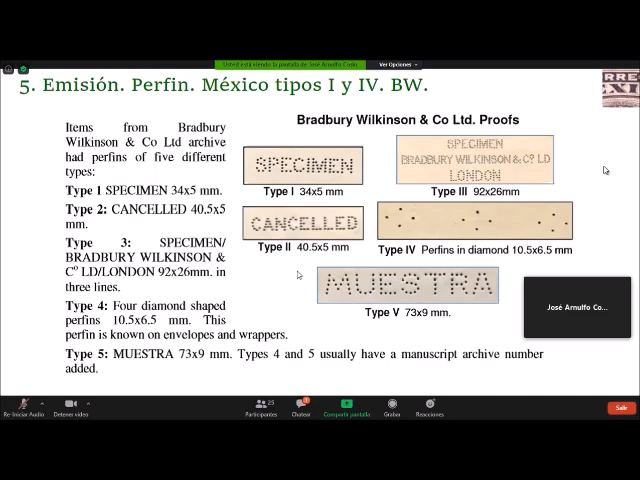 Usted está viendo la pantalla de José Arnulfo Cosío
Ver Opciones
5. Emisión. Perfin. México tipos I y IV. BW.
Items from Bradbury
Wilkinson & Co Ltd archive
had perfins of five different
types:
Type 1 SPECIMEN 34x5 mm.
Type 2: CANCELLED 40.5x5
mm.
Type 3: SPECIMEN/
BRADBURY WILKINSON &
Cº LD/LONDON 92x26mm. in
three lines.
Type 4: Four diamond shaped
perfins 10.5x6.5 mm. This
perfin is known on envelopes and wrappers.
Type 5: MUESTRA 73x9 mm. Types 4 and 5 usually have a manuscript archive number
added.
Bradbury Wilkinson & Co Ltd. Proofs
SPECIMEN
Type I 34x5 mm
SPECIMEN
BRADBURY WILKINSON & Cº LD
LONDON
Type III 92x26mm
CANCELLED
Type II 40.5x5 mm
Type IV Perfins in diamond 10.5x6.5 mm
MUESTRA
Type V 73x9 mm.
José Arnulfo Co...
Re-Iniciar Audio
Detener video
25
Participantes
Chatear
Compartir pantalla
Grabar
Reacciones
Salir